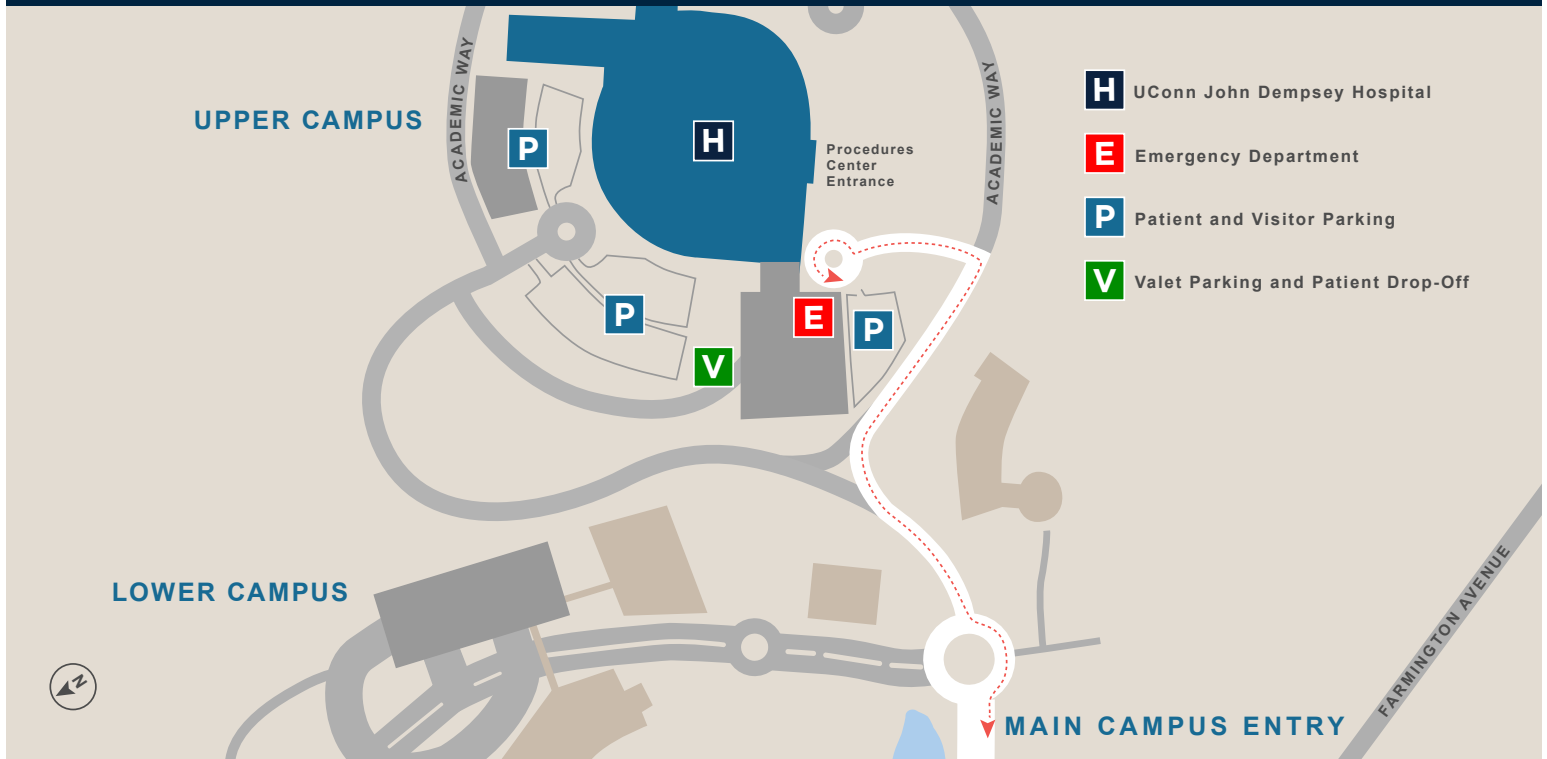 ACADEMIC WAY
ACADEMIC WAY
UPPER CAMPUS
P
H
Procedures
Center
Entrance
H UConn John Dempsey Hospital
E Emergency Department
P Patient and Visitor Parking
V Valet Parking and Patient Drop-Off
P
E
P
V
LOWER CAMPUS
FARMINGTON AVENUE
N
MAIN CAMPUS ENTRY